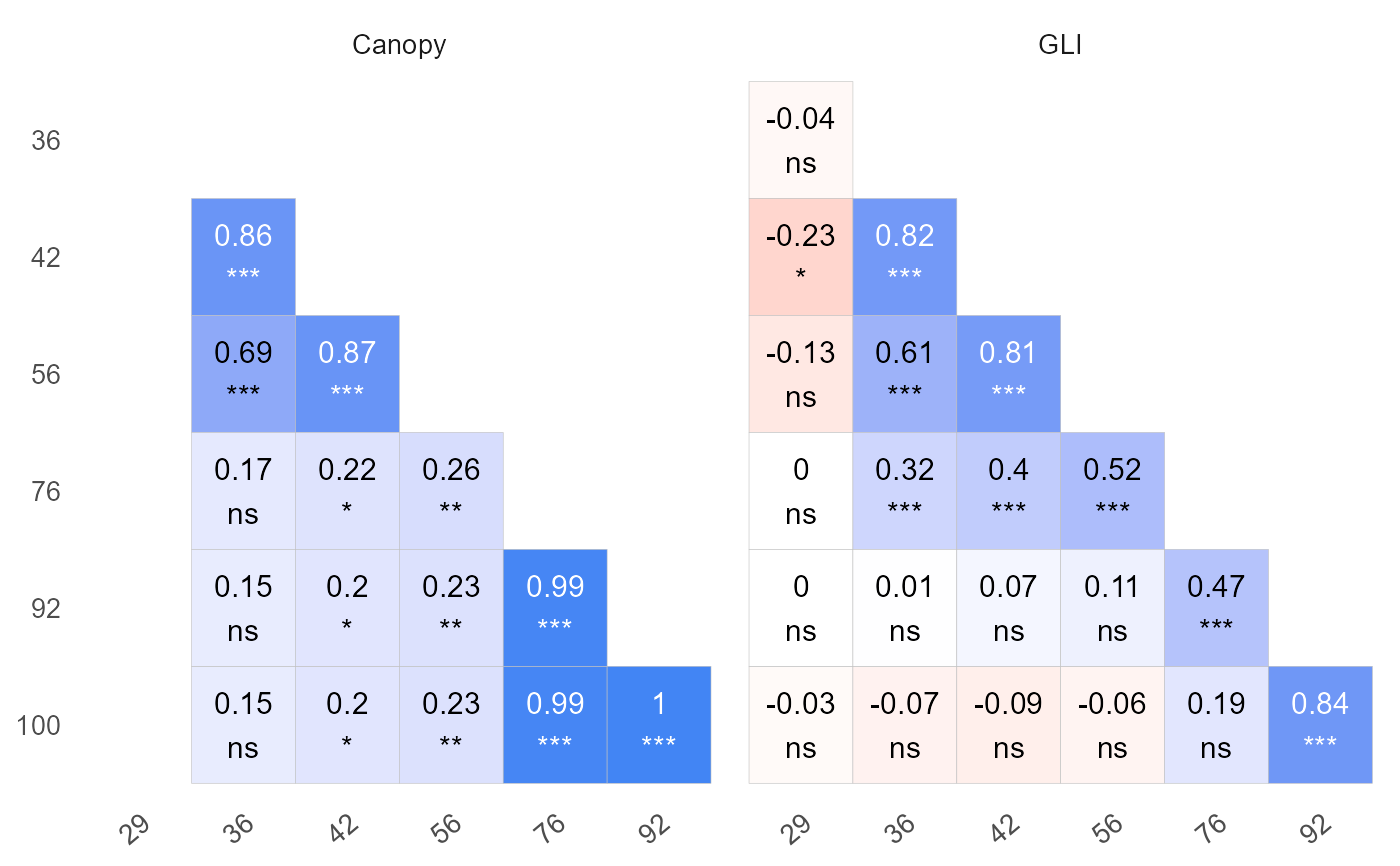 Canopy GLI
36 -0.04
ns
42 0.86 -0.23 0.82
*** * ***
56 0.69 0.87 -0.13 0.61 0.81
*** *** ns *** ***
76 0.17 0.22 0.26 0 0.32 0.4 0.52
ns * ** ns *** *** ***
92 0.15 0.2 0.23 0.99 0 0.01 0.07 0.11 0.47
ns * ** *** ns ns ns ns ***
100 0.15 0.2 0.23 0.99 1 -0.03 -0.07 -0.09 -0.06 0.19 0.84
ns * ** *** *** ns ns ns ns ns ***
29 36 42 56 76 92 29 36 42 56 76 92